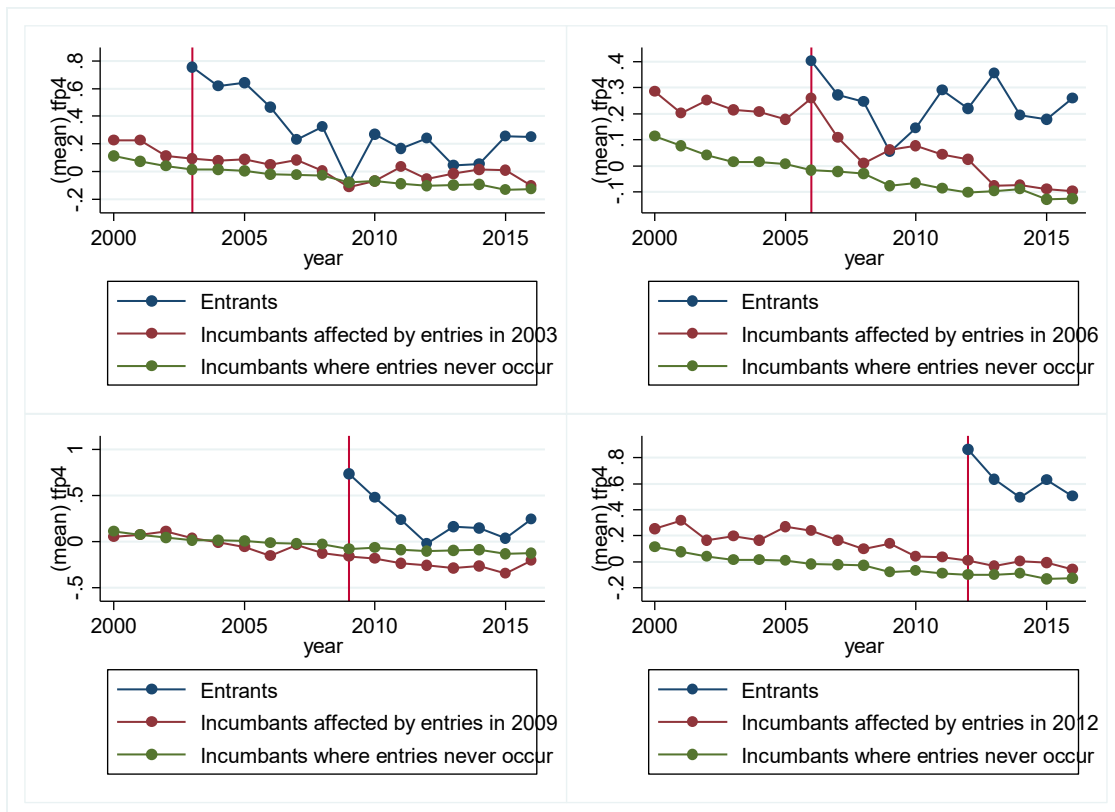 (mean) tfp4
-.2 0 .2 .4 .6 .8
2000 2005 2010 2015
year
Entrants
Incumbants affected by entries in 2003
Incumbants where entries never occur
(mean) tfp4
-.1 0 .1 .2 .3 .4
2000 2005 2010 2015
year
Entrants
Incumbants affected by entries in 2006
Incumbants where entries never occur
(mean) tfp4
-.5 0 .5 1
2000 2005 2010 2015
year
Entrants
Incumbants affected by entries in 2009
Incumbants where entries never occur
(mean) tfp4
-.2 0 .2 .4 .6 .8
2000 2005 2010 2015
year
Entrants
Incumbants affected by entries in 2012
Incumbants where entries never occur